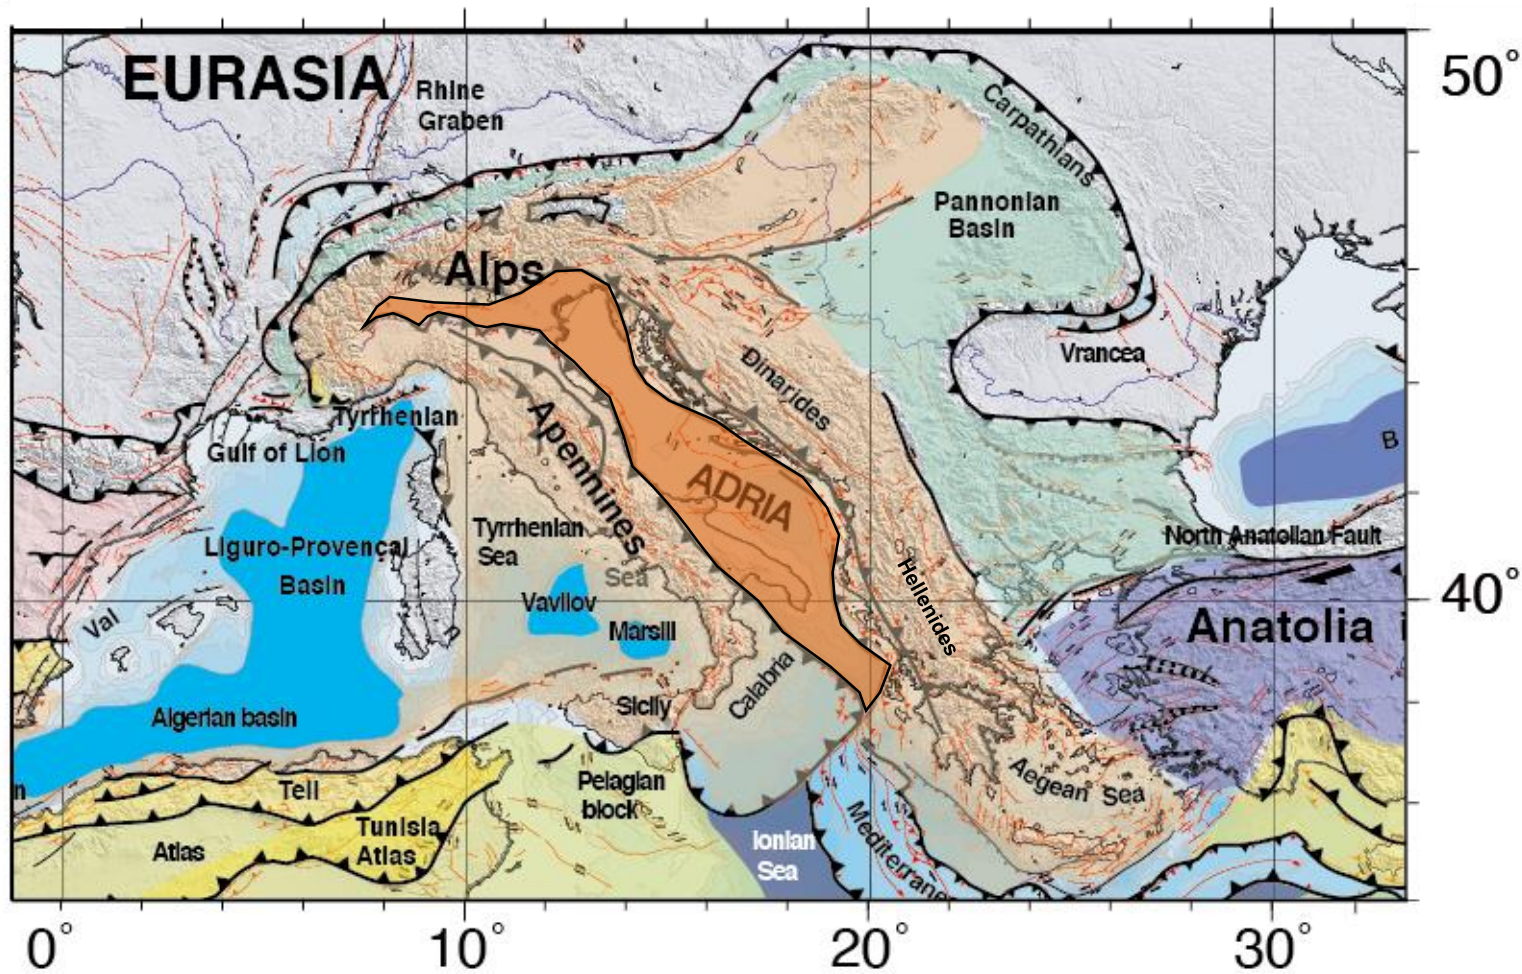 EURASIA
Rhine
Graben
Carpathians
50°
Pannonian
Basin
C
Alps
Vrancea
Dinarides
Tyrrhenian
Gulf of Lion
Apennines
B
ADRIA
Tyrrhenian
Sea
Liguro-Provençal
Basin
North Anatolian Fault
Sea
Hellenides
40°
Vavilov
Marsili
Val
Anatolia
Calabria
Sicily
Algerian basin
n
Tell
Pelagian
block
Aegean Sea
Mediterrane
Tunisia
Atlas
Atlas
Ionian
Sea
0°
10°
20°
30°